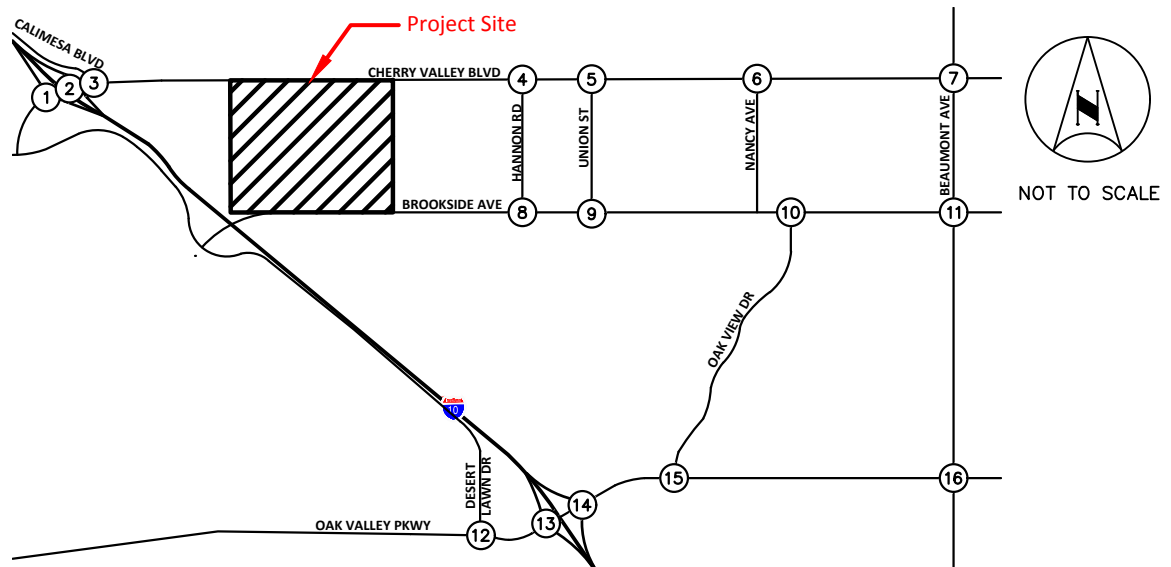 Project Site
CALIMESA BLVD
CHERRY VALLEY BLVD
1
2
3
4
5
6
7
HANNON RD
UNION ST
NANCY AVE
BEAUMONT AVE
N
NOT TO SCALE
BROOKSIDE AVE
8
9
10
11
OAK VIEW DR
10
DESERT
LAWN DR
15
16
14
13
12
OAK VALLEY PKWY